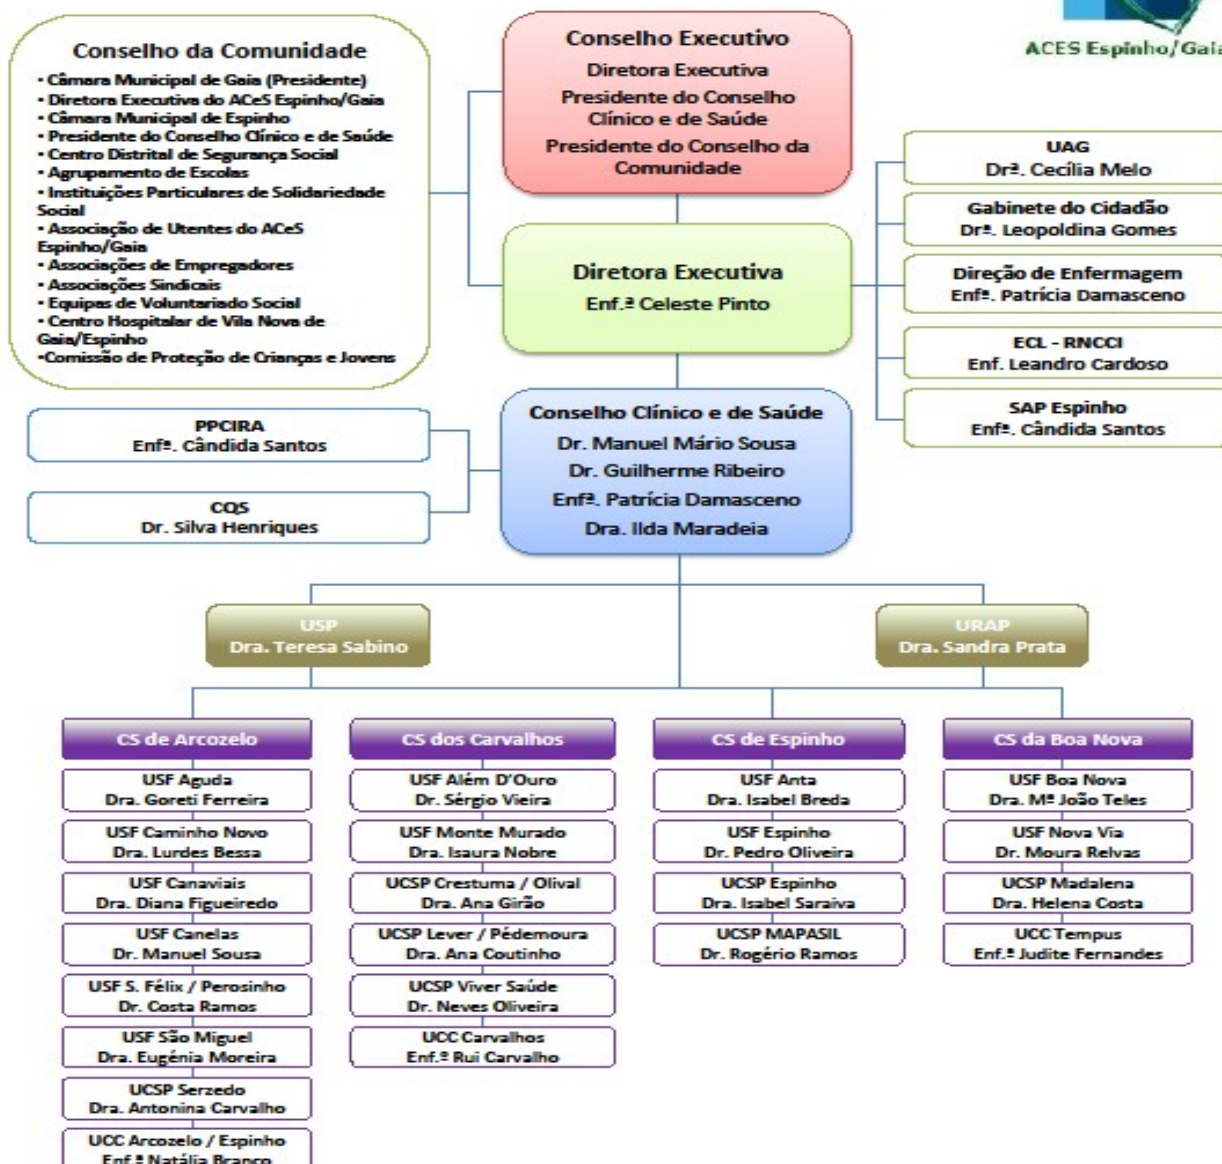 ACES Espinho/Gaia
Conselho da Comunidade
• Câmara Municipal de Gaia (Presidente)
• Diretora Executiva do ACeS Espinho/Gaia
• Câmara Municipal de Espinho
• Presidente do Conselho Clínico e de Saúde
• Centro Distrital de Segurança Social
• Agrupamento de Escolas
• Instituições Particulares de Solidariedade
Social
• Associação de Utentes do ACeS
Espinho/Gaia
• Associações de Empregadores
• Associações Sindicais
• Equipas de Voluntariado Social
• Centro Hospitalar de Vila Nova de
Gaia/Espinho
•Comissão de Proteção de Crianças e Jovens
Conselho Executivo
Diretora Executiva
Presidente do Conselho
Clínico e de Saúde
Presidente do Conselho da
Comunidade
Diretora Executiva
Enf.ª Celeste Pinto
UAG
Drª. Cecília Melo
Gabinete do Cidadão
Drª. Leopoldina Gomes
Direção de Enfermagem
Enfª. Patrícia Damasceno
ECL - RNCCI
Enf. Leandro Cardoso
SAP Espinho
Enfª. Cândida Santos
PPCIRA
Enfª. Cândida Santos
CQS
Dr. Silva Henriques
Conselho Clínico e de Saúde
Dr. Manuel Mário Sousa
Dr. Guilherme Ribeiro
Enfª. Patrícia Damasceno
Dra. Ilda Maradeia
USP
Dra. Teresa Sabino
URAP
Dra. Sandra Prata
CS de Arcozelo
USF Aguda
Dra. Goreti Ferreira
USF Caminho Novo
Dra. Lurdes Bessa
USF Canaviais
Dra. Diana Figueiredo
USF Canelas
Dr. Manuel Sousa
USF S. Félix / Perosinho
Dr. Costa Ramos
USF São Miguel
Dra. Eugénia Moreira
UCSP Serzedo
Dra. Antonina Carvalho
UCC Arcozelo / Espinho
Enf.ª Natália Branco
CS dos Carvalhos
USF Além D'Ouro
Dr. Sérgio Vieira
USF Monte Murado
Dra. Isaura Nobre
UCSP Crestuma / Olival
Dra. Ana Girão
UCSP Lever / Pédemoura
Dra. Ana Coutinho
UCSP Viver Saúde
Dr. Neves Oliveira
UCC Carvalhos
Enf.º Rui Carvalho
CS de Espinho
USF Anta
Dra. Isabel Breda
USF Espinho
Dr. Pedro Oliveira
UCSP Espinho
Dra. Isabel Saraiva
UCSP MAPASIL
Dr. Rogério Ramos
CS da Boa Nova
USF Boa Nova
Dra. Mª João Teles
USF Nova Via
Dr. Moura Relvas
UCSP Madalena
Dra. Helena Costa
UCC Tempus
Enf.ª Judite Fernandes